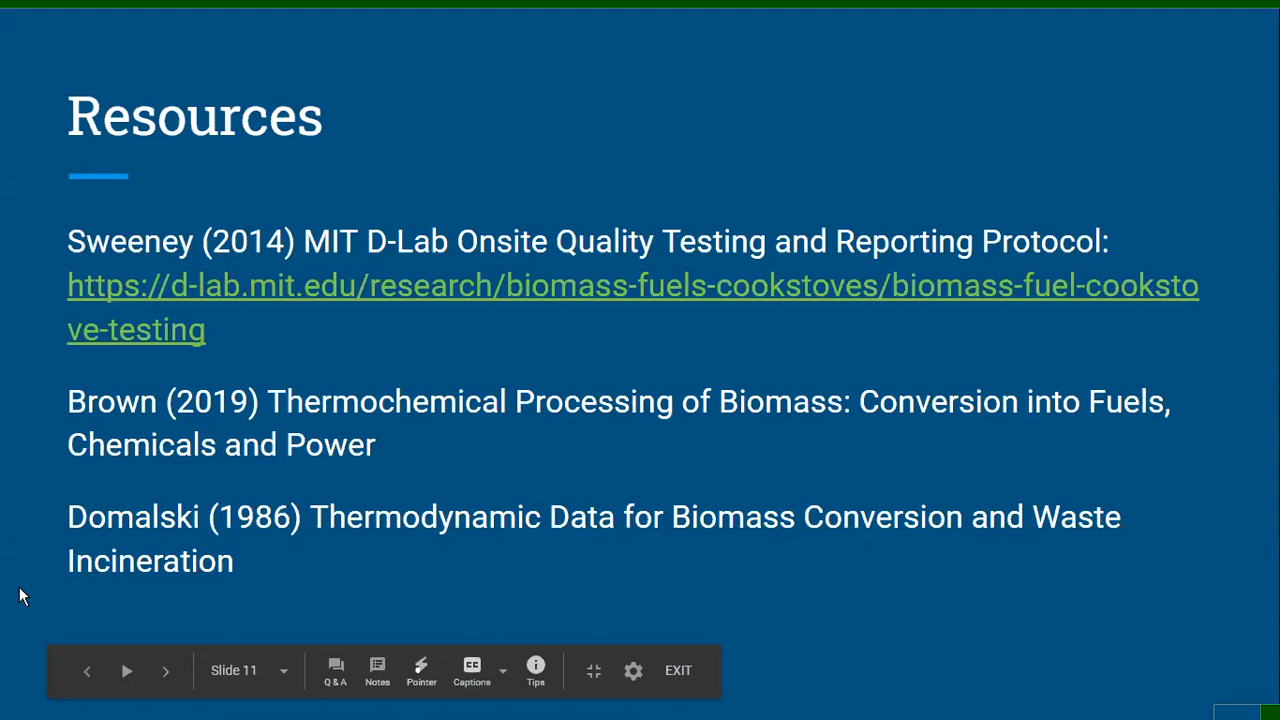 Resources
Sweeney (2014) MIT D-Lab Onsite Quality Testing and Reporting Protocol:
https://d-lab.mit.edu/research/biomass-fuels-cookstoves/biomass-fuel-cooksto
ve-testing
Brown (2019) Thermochemical Processing of Biomass: Conversion into Fuels,
Chemicals and Power
Domalski (1986) Thermodynamic Data for Biomass Conversion and Waste
Incineration
Slide 11
Q & A
Notes
Pointer
CC
Captions
Tips
EXIT